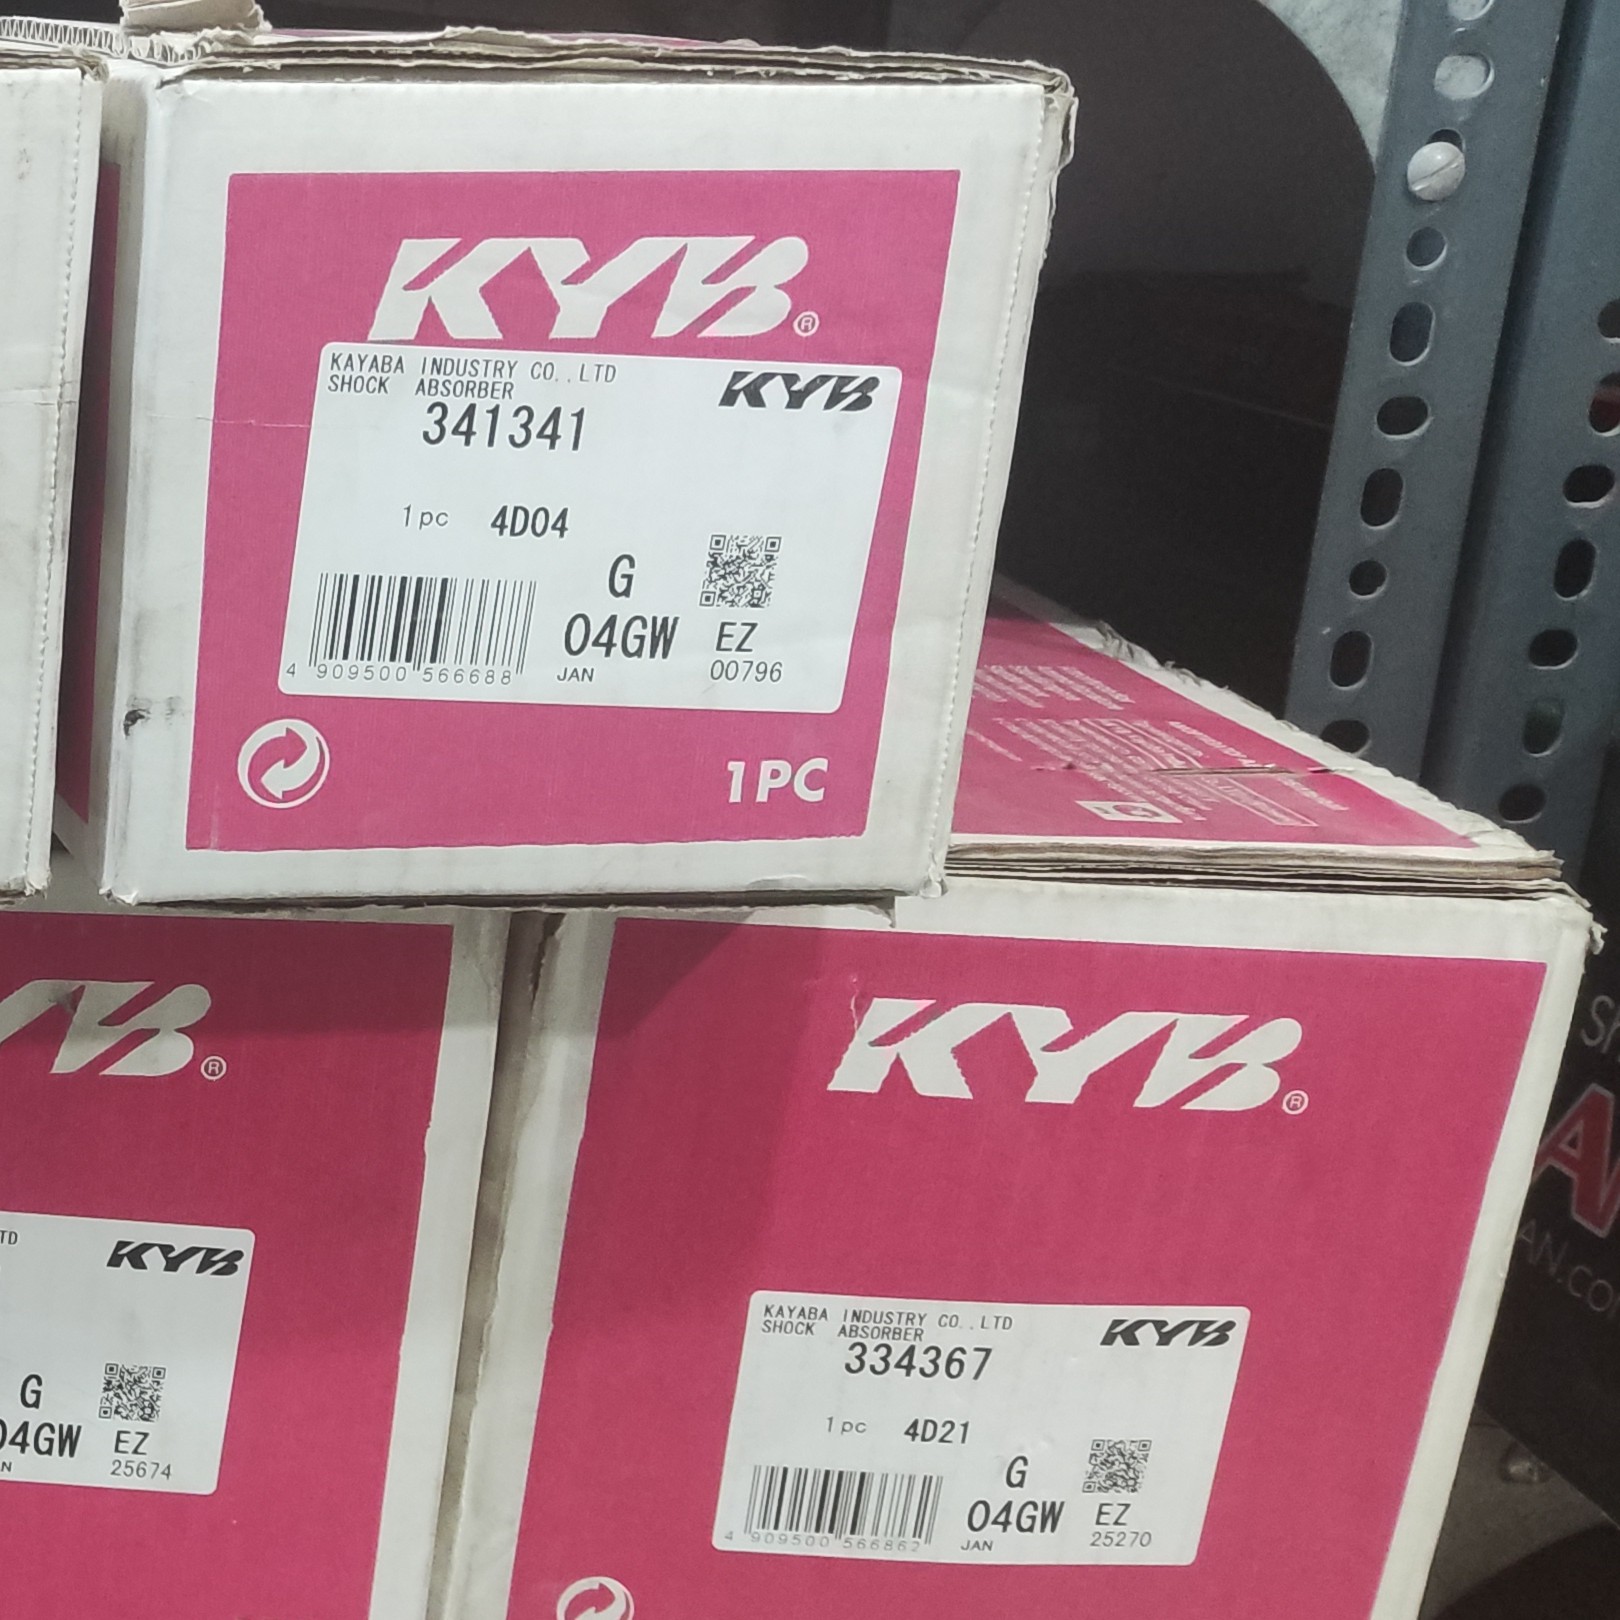 KYB®
KAYABA INDUSTRY CO.,LTD
SHOCK ABSORBER
KYB
341341
1pc 4D04
G
04GW EZ
JAN 00796
4 909500 566688
1PC
KYB®
TD
KYB
G
04GW EZ
25674
KYB®
KAYABA INDUSTRY CO.,LTD
SHOCK ABSORBER
KYB
334367
1pc 4D21
G
04GW EZ
JAN 25270
4 909500 566862
AN.CO